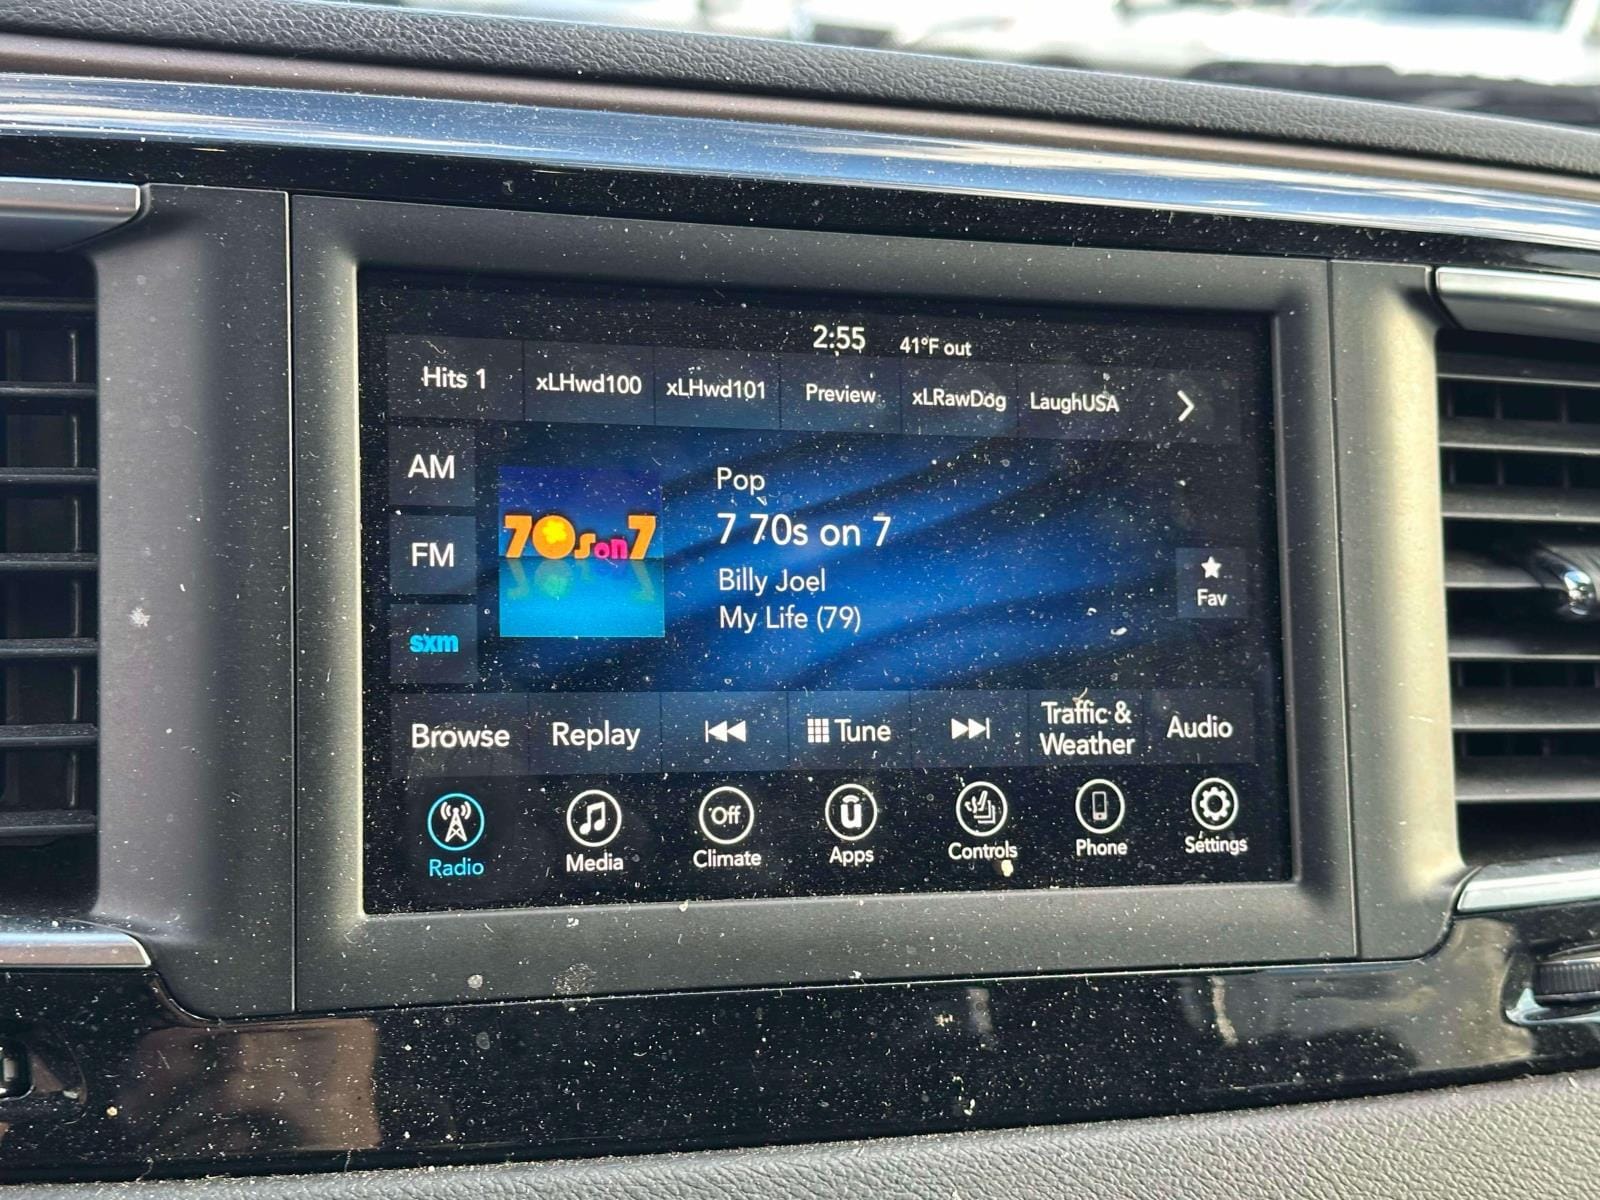 2:55 41°F out
Hits 1 xLHwd100 xLHwd101 Preview xLRawDog LaughUSA
AM
FM
sxm
70s on 7
Pop
7 70s on 7
Billy Joel
My Life (79)
Fav
Browse Replay Tune Traffic & Weather Audio
Off
Radio Media Climate Apps Controls Phone Settings